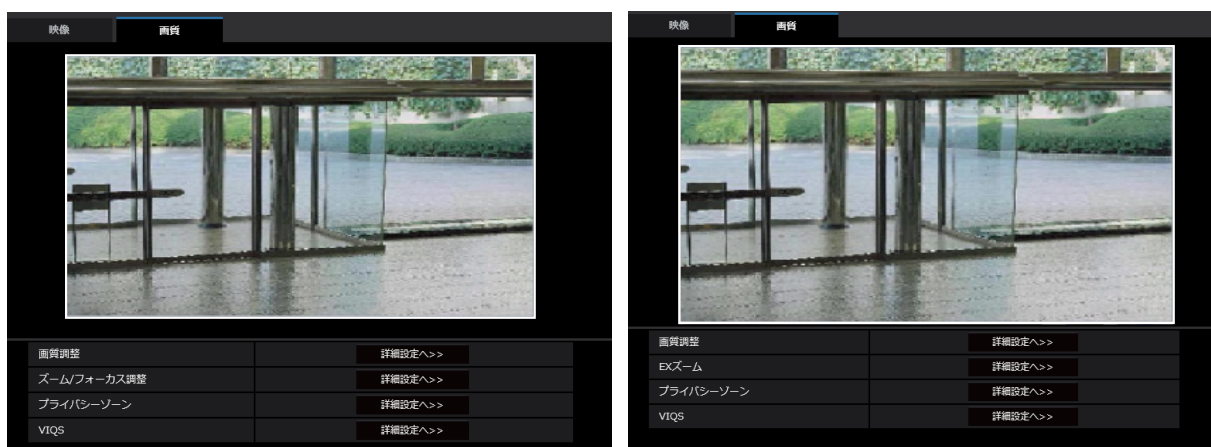 映像 画質
画質調整 詳細設定へ>>
ズーム/フォーカス調整 詳細設定へ>>
プライバシーゾーン 詳細設定へ>>
VIQS 詳細設定へ>>
映像 画質
画質調整 詳細設定へ>>
EXズーム 詳細設定へ>>
プライバシーゾーン 詳細設定へ>>
VIQS 詳細設定へ>>